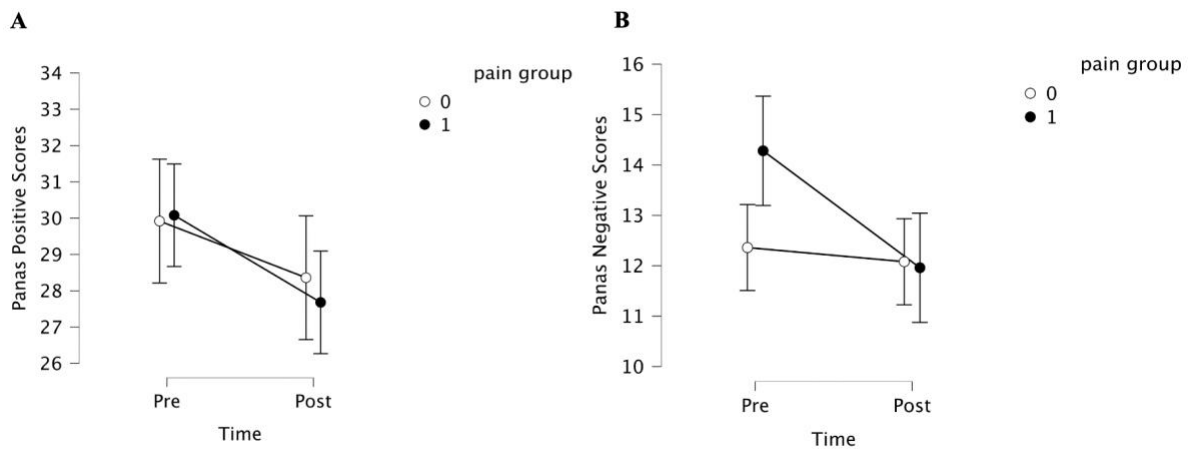 A
Panas Positive Scores
34
33
32
31
30
29
28
27
26
Pre
Post
Time
pain group
0
1
B
Panas Negative Scores
16
15
14
13
12
11
10
Pre
Post
Time
pain group
0
1